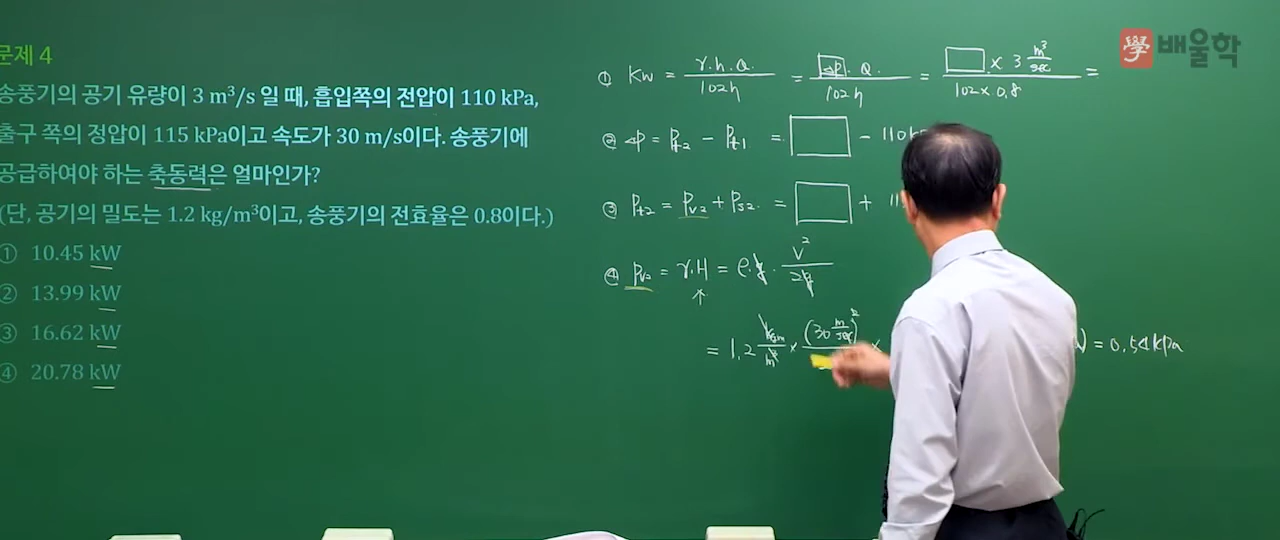 學 배울학
문제 4
송풍기의 공기 유량이 3 m³/s 일 때, 흡입쪽의 전압이 110 kPa,
출구 쪽의 정압이 115 kPa이고 속도가 30 m/s이다. 송풍기에
공급하여야 하는 축동력은 얼마인가?
(단, 공기의 밀도는 1.2 kg/m³이고, 송풍기의 전효율은 0.8이다.)
① 10.45 kW
② 13.99 kW
③ 16.62 kW
④ 20.78 kW
① Kw = γ.h.Q / 102η = ΔP.Q. / 102η = □ × 3 m³/sec / 102×0.8 =
② ΔP = Pt2 − Pt1 = □ − 110
③ Pt2 = Pv2 + Ps2. = □ +
④ Pv2 = γ.H = ρ.g. V²/2g
↑
= 1.2 kgm/m³ × (30 m/sec)² × = 0.54 kPa